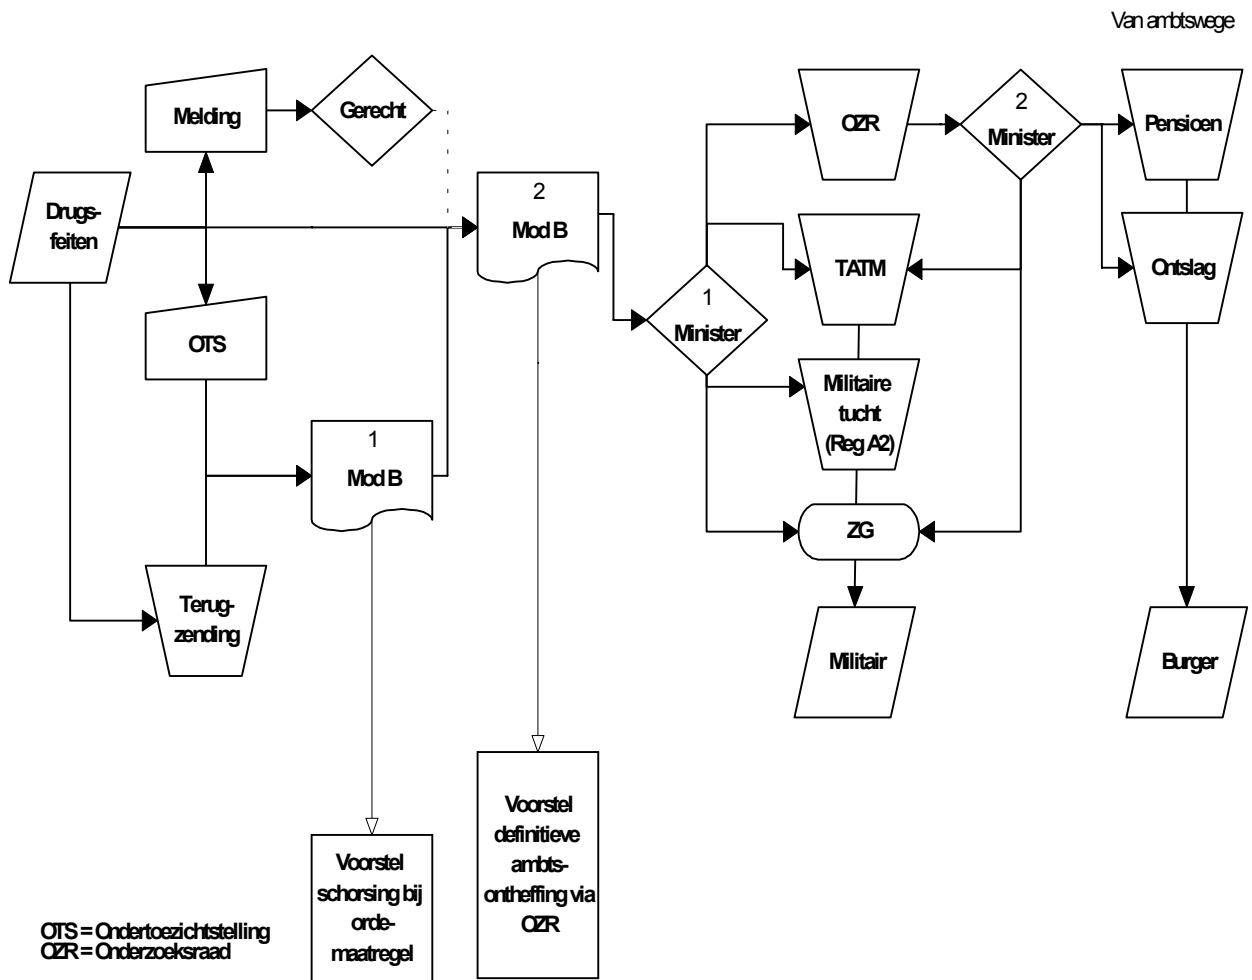 Van ambtswege
Melding
Gerecht
OZR
2
Minister
Pensioen
Drugs-
feiten
2
Mod B
TATM
Ontslag
1
Minister
OTS
Militaire
tucht
(Reg A2)
1
Mod B
ZG
Terug-
zending
Militair
Burger
Voorstel
definitieve
ambts-
ontheffing via
OZR
Voorstel
schorsing bij
orde-
maatregel
OTS = Ondertoezichtstelling
OZR = Onderzoeksraad